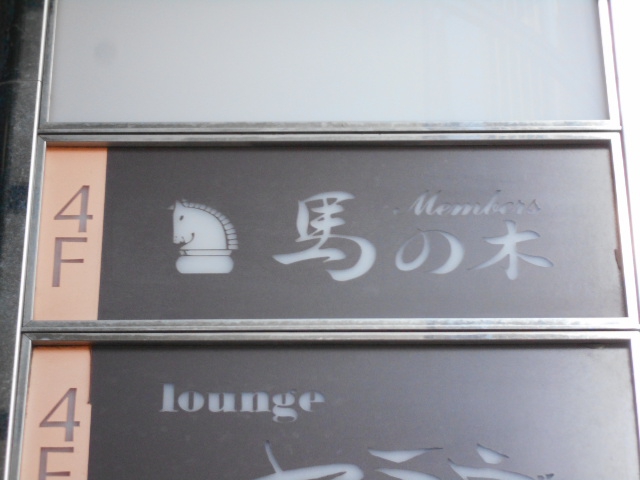 4F
Members
馬の木
4F
lounge